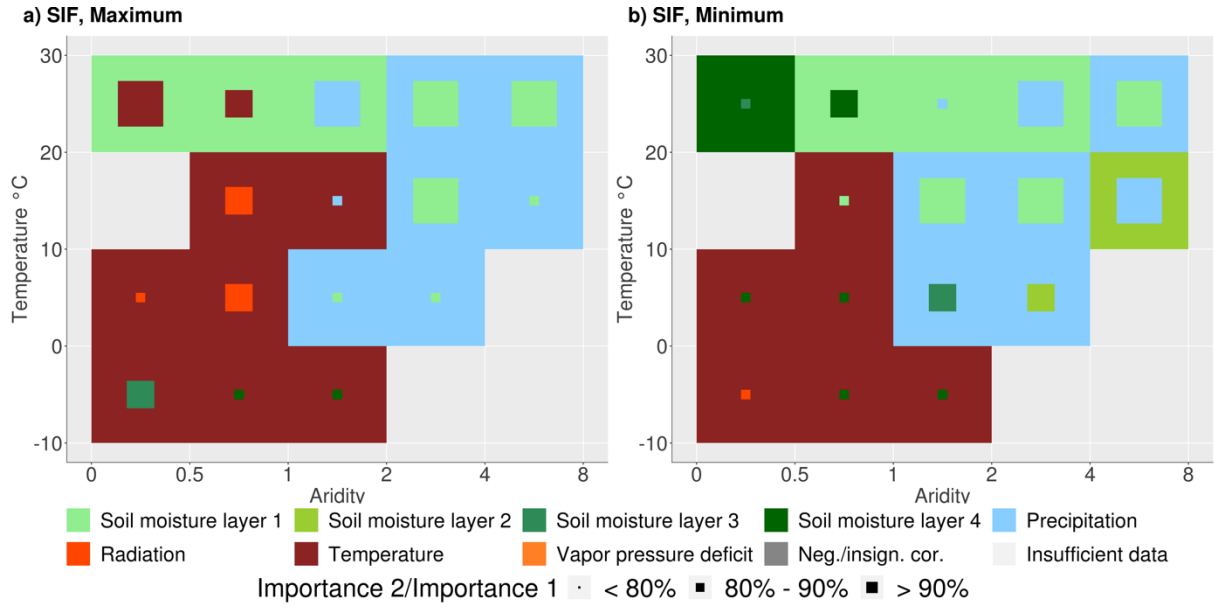 a) SIF, Maximum
b) SIF, Minimum
Temperature °C
30
20
10
0
-10
0 0.5 1 2 4 8
Aridity
Temperature °C
30
20
10
0
-10
0 0.5 1 2 4 8
Aridity
Soil moisture layer 1 Soil moisture layer 2 Soil moisture layer 3 Soil moisture layer 4 Precipitation
Radiation Temperature Vapor pressure deficit Neg./insign. cor. Insufficient data
Importance 2/Importance 1 < 80% 80% - 90% > 90%